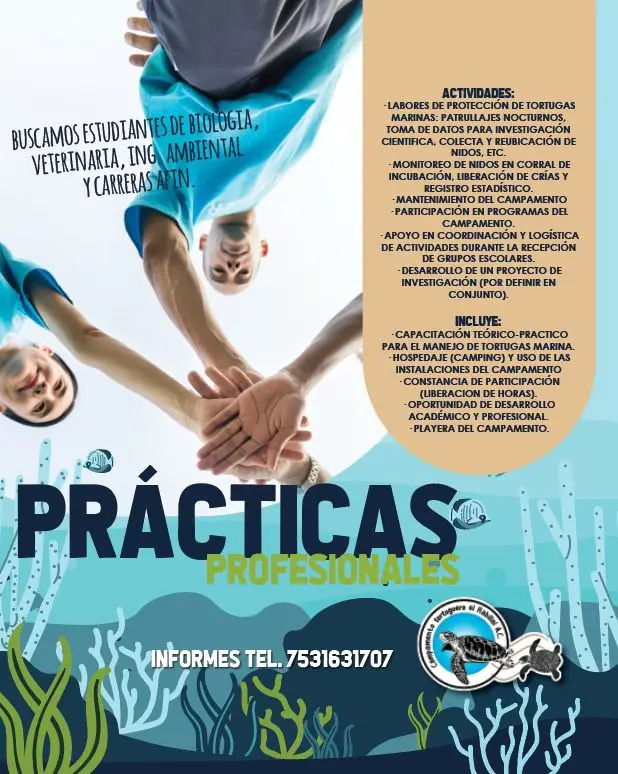 BUSCAMOS ESTUDIANTES DE BIOLOGIA,
VETERINARIA, ING. AMBIENTAL
Y CARRERAS AFIN.
ACTIVIDADES:
· LABORES DE PROTECCIÓN DE TORTUGAS
MARINAS: PATRULLAJES NOCTURNOS,
TOMA DE DATOS PARA INVESTIGACIÓN
CIENTIFICA, COLECTA Y REUBICACIÓN DE
NIDOS, ETC.
· MONITOREO DE NIDOS EN CORRAL DE
INCUBACIÓN, LIBERACIÓN DE CRÍAS Y
REGISTRO ESTADÍSTICO.
· MANTENIMIENTO DEL CAMPAMENTO
· PARTICIPACIÓN EN PROGRAMAS DEL
CAMPAMENTO.
· APOYO EN COORDINACIÓN Y LOGÍSTICA
DE ACTIVIDADES DURANTE LA RECEPCIÓN
DE GRUPOS ESCOLARES.
· DESARROLLO DE UN PROYECTO DE
INVESTIGACIÓN (POR DEFINIR EN
CONJUNTO).
INCLUYE:
· CAPACITACIÓN TEÓRICO-PRACTICO
PARA EL MANEJO DE TORTUGAS MARINA.
· HOSPEDAJE (CAMPING) Y USO DE LAS
INSTALACIONES DEL CAMPAMENTO
· CONSTANCIA DE PARTICIPACIÓN
(LIBERACION DE HORAS).
· OPORTUNIDAD DE DESARROLLO
ACADÉMICO Y PROFESIONAL.
· PLAYERA DEL CAMPAMENTO.
PRÁCTICAS
PROFESIONALES
INFORMES TEL. 7531631707
Campamento tortuguero el Habital A.C.